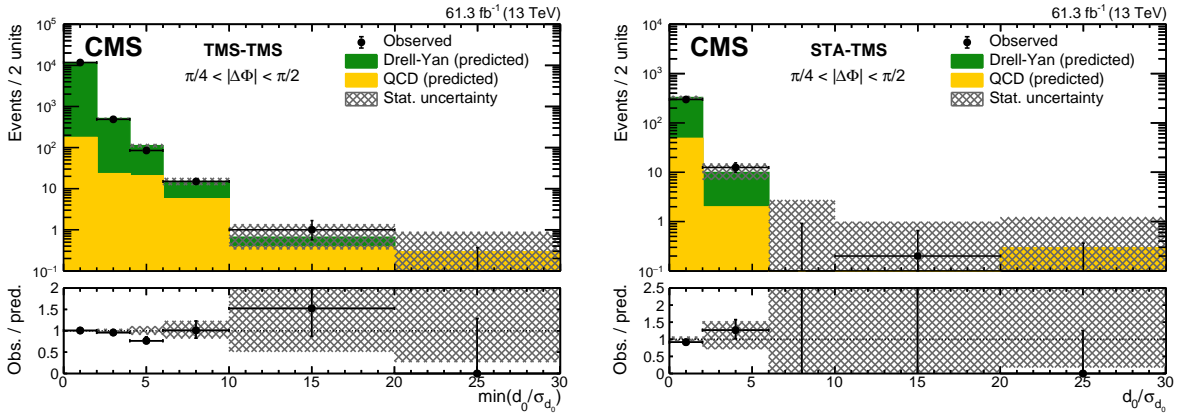 61.3 fb⁻¹ (13 TeV)
CMS
TMS-TMS
π/4 < |ΔΦ| < π/2
Observed
Drell-Yan (predicted)
QCD (predicted)
Stat. uncertainty
Events / 2 units
10⁵
10⁴
10³
10²
10
1
10⁻¹
Obs. / pred.
2
1.5
1
0.5
0
0 5 10 15 20 25 30
min(d₀/σ_d₀)
61.3 fb⁻¹ (13 TeV)
CMS
STA-TMS
π/4 < |ΔΦ| < π/2
Observed
Drell-Yan (predicted)
QCD (predicted)
Stat. uncertainty
Events / 2 units
10⁴
10³
10²
10
1
10⁻¹
Obs. / pred.
2.5
2
1.5
1
0.5
0
0 5 10 15 20 25 30
d₀/σ_d₀